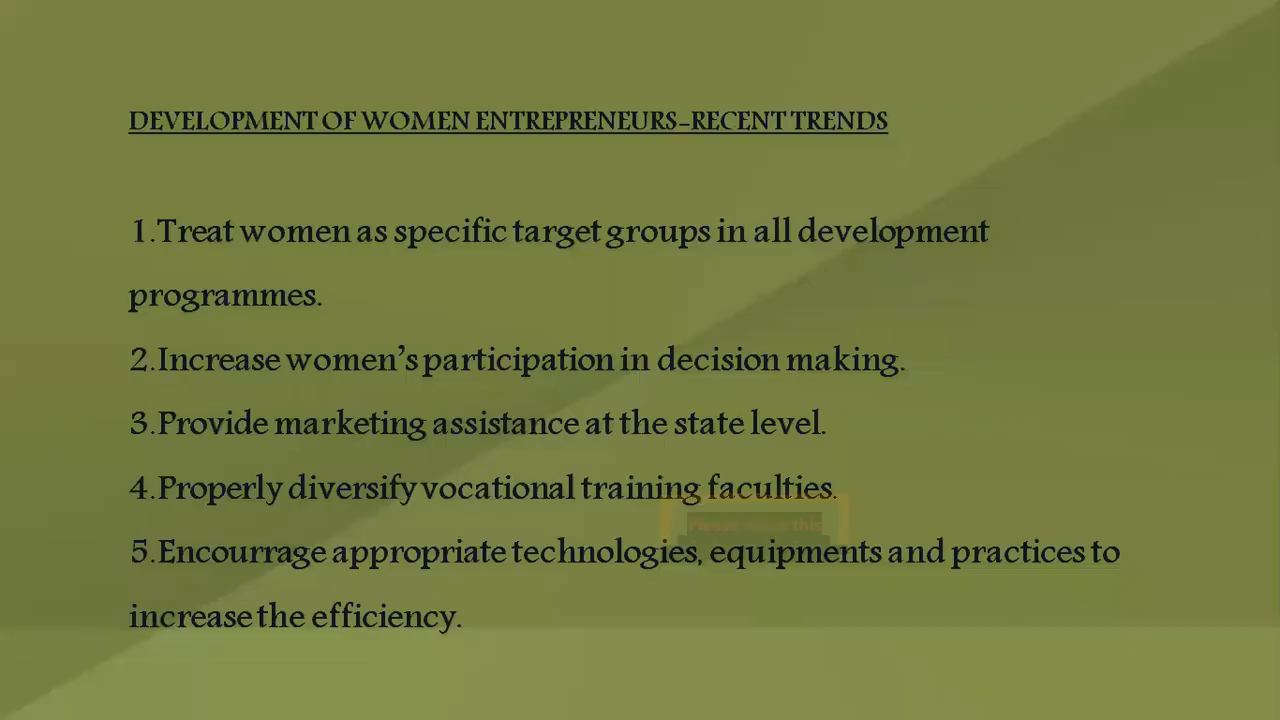 DEVELOPMENT OF WOMEN ENTREPRENEURS-RECENT TRENDS
1.Treat women as specific target groups in all development
programmes.
2.Increase women’s participation in decision making.
3.Provide marketing assistance at the state level.
4.Properly diversify vocational training faculties.
5.Encourrage appropriate technologies, equipments and practices to
increase the efficiency.